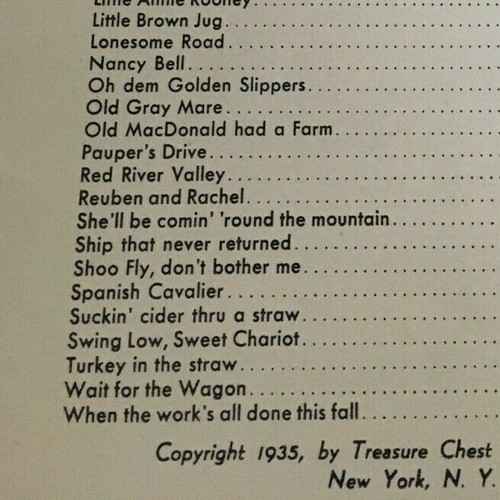 Little Annie Rooney..........
Little Brown Jug..........
Lonesome Road..........
Nancy Bell..........
Oh dem Golden Slippers..........
Old Gray Mare..........
Old MacDonald had a Farm..........
Pauper's Drive..........
Red River Valley..........
Reuben and Rachel..........
She'll be comin' 'round the mountain..........
Ship that never returned..........
Shoo Fly, don't bother me..........
Spanish Cavalier..........
Suckin' cider thru a straw..........
Swing Low, Sweet Chariot..........
Turkey in the straw..........
Wait for the Wagon..........
When the work's all done this fall..........
Copyright 1935, by Treasure Chest
New York, N. Y.